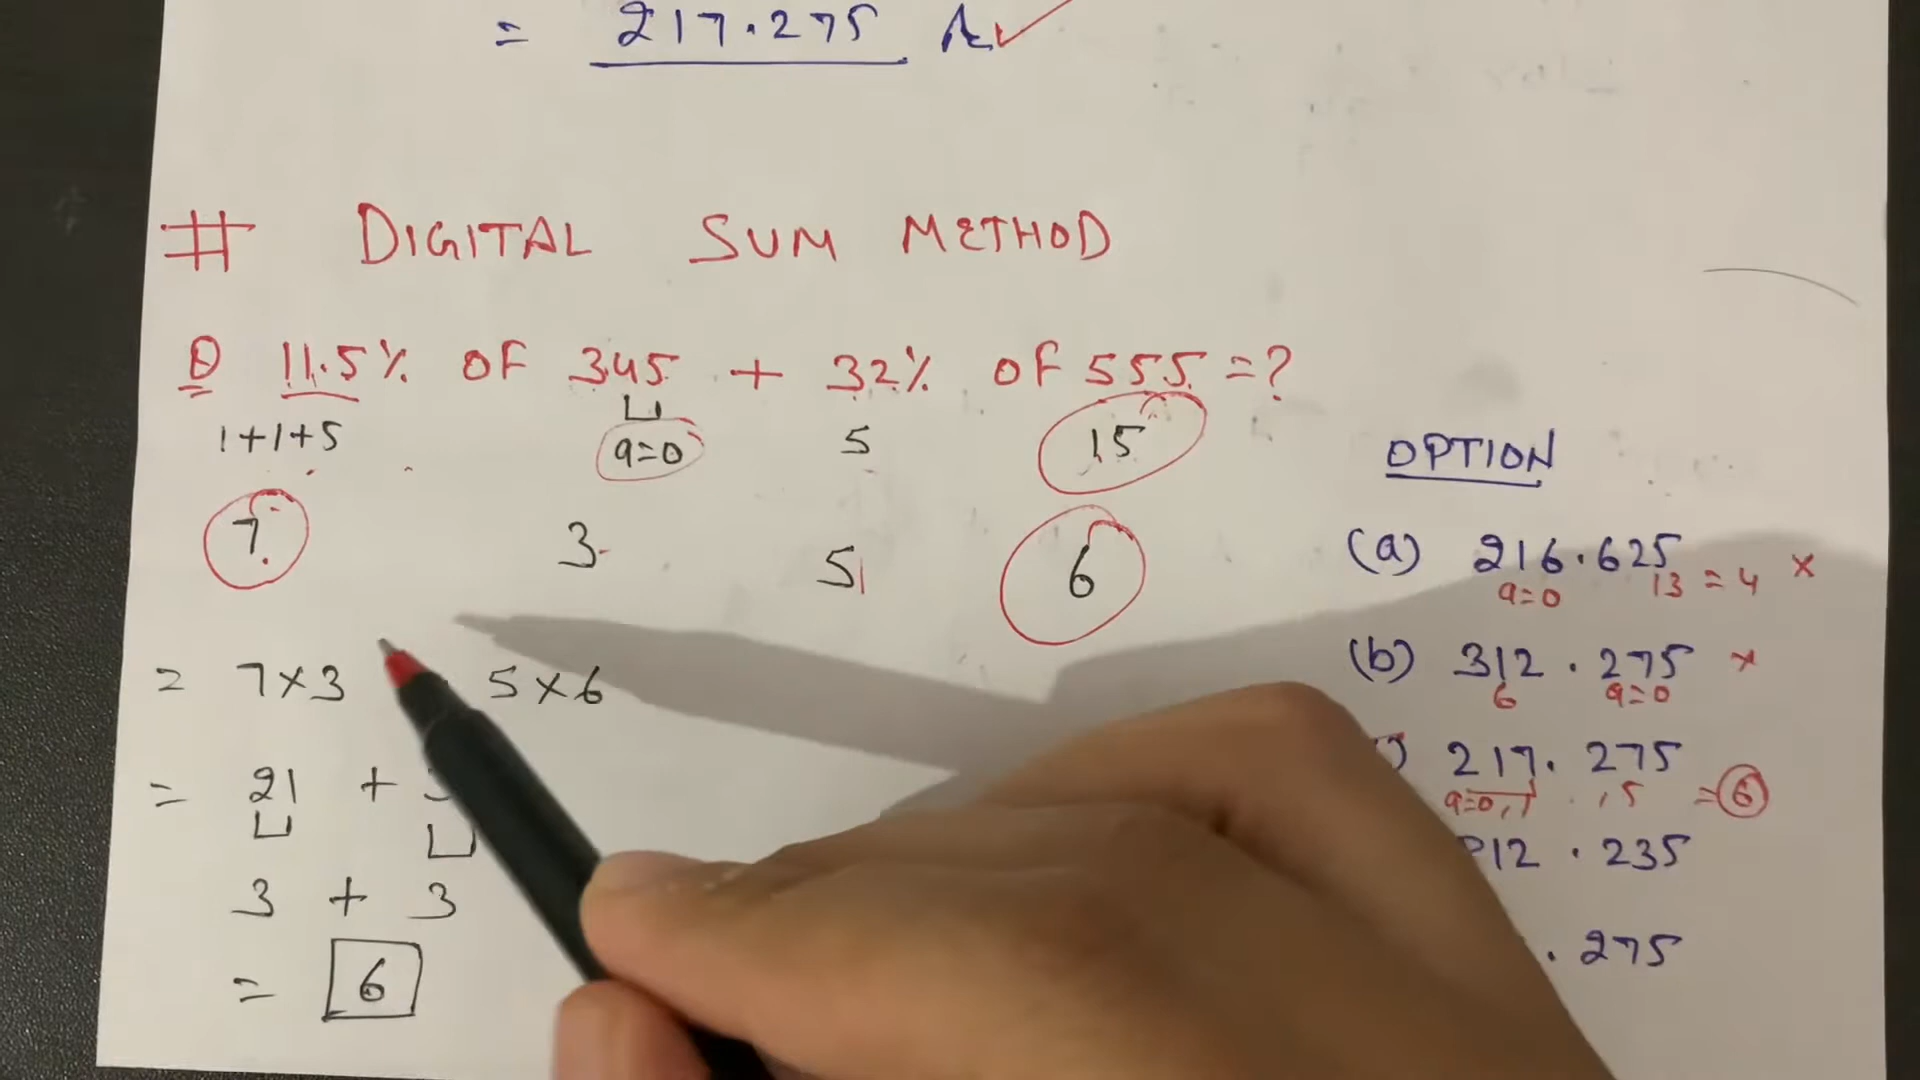 = 217.275 A ✓
# DIGITAL SUM METHOD
Q 11.5% OF 345 + 32% OF 555 = ?
1+1+5 9=0 5 15
7 3 5 6
= 7×3 5×6
= 21 +
3 + 3
= 6
OPTION
(a) 216.625 ×
9=0 13 = 4
(b) 312.275 ×
6 9=0
217.275
9=0,1 15 = 6
212.235
.275